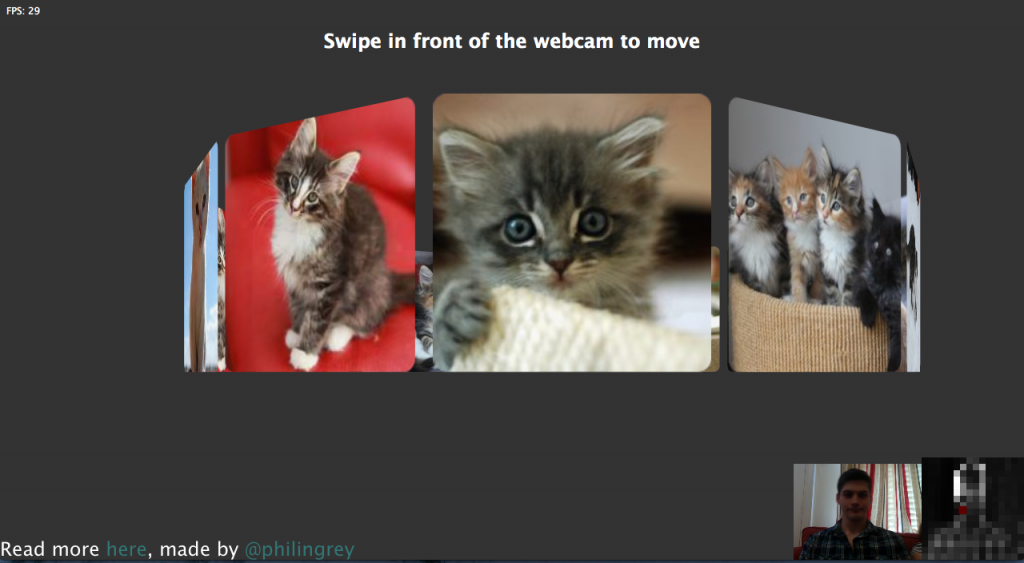 FPS: 29
Swipe in front of the webcam to move
Read more here, made by @philingrey